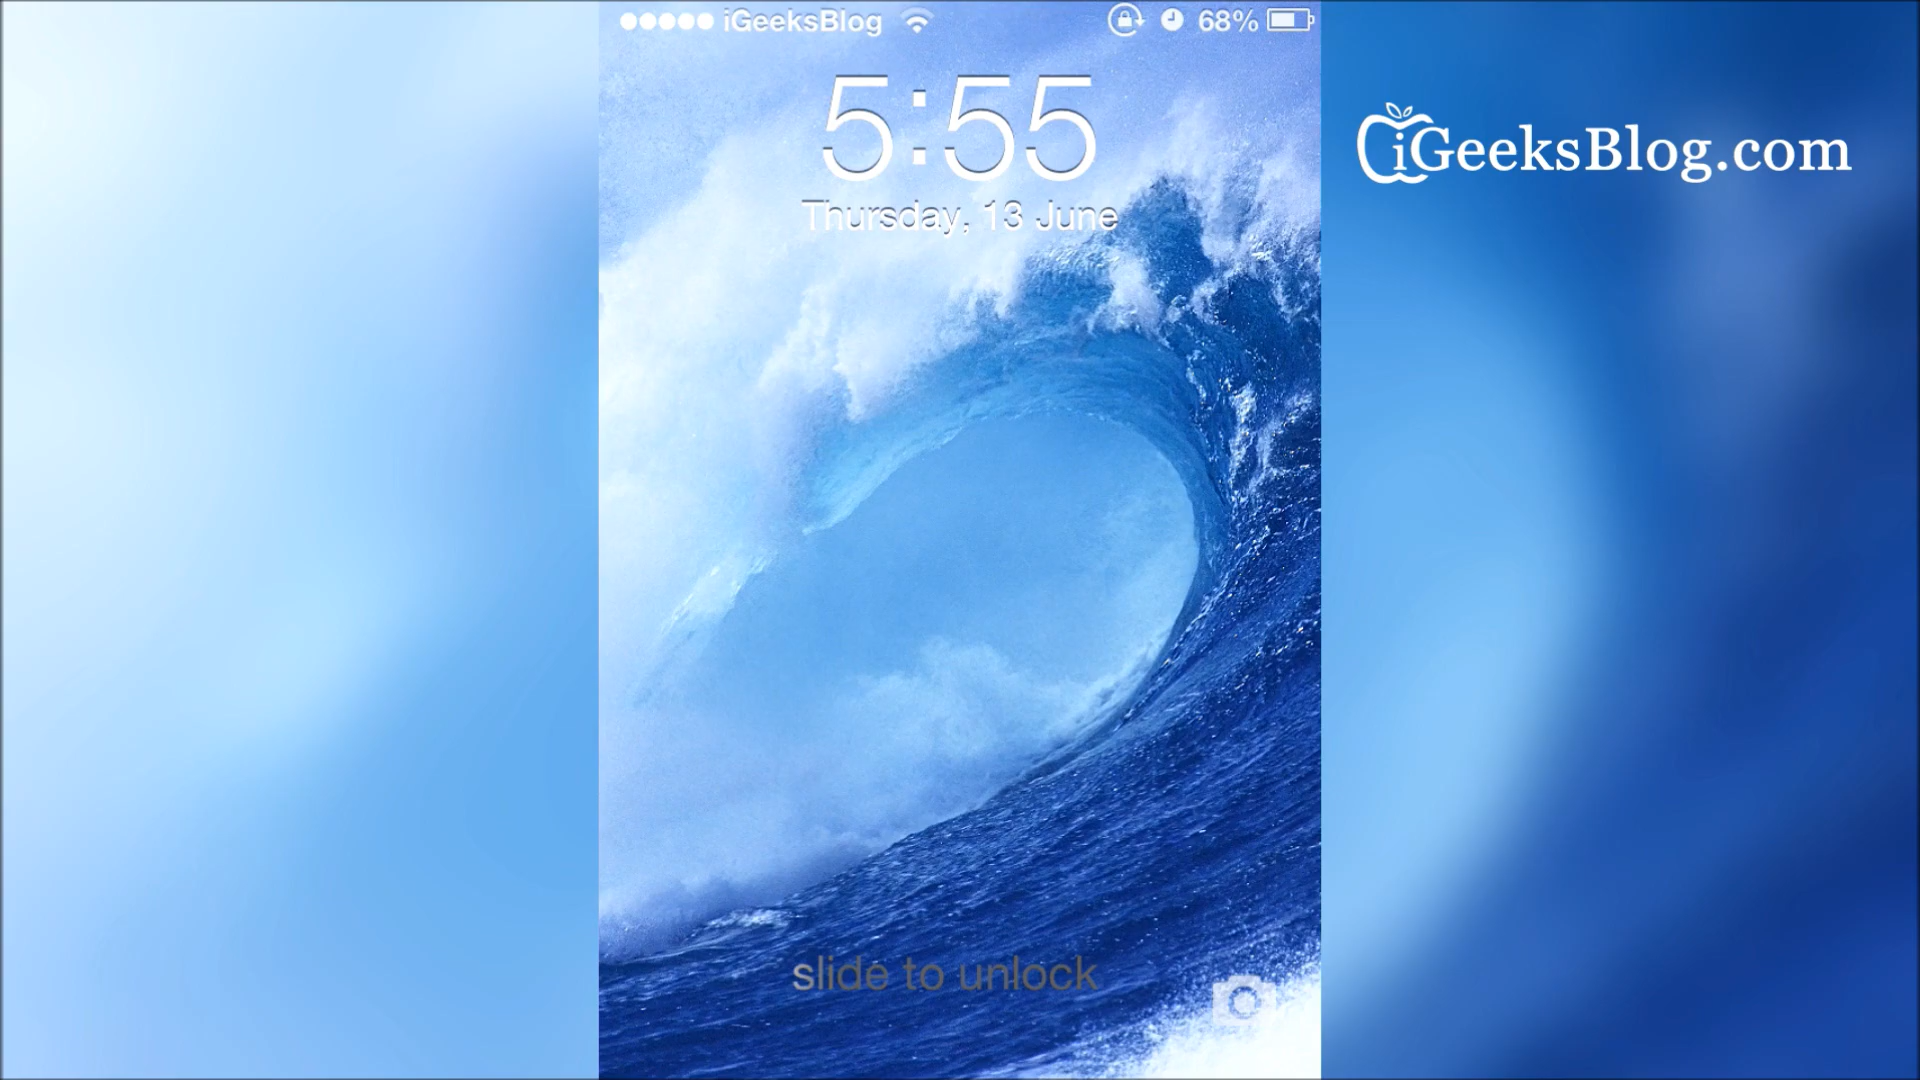 iGeeksBlog 68%
iGeeksBlog.com
5:55
Thursday, 13 June
slide to unlock